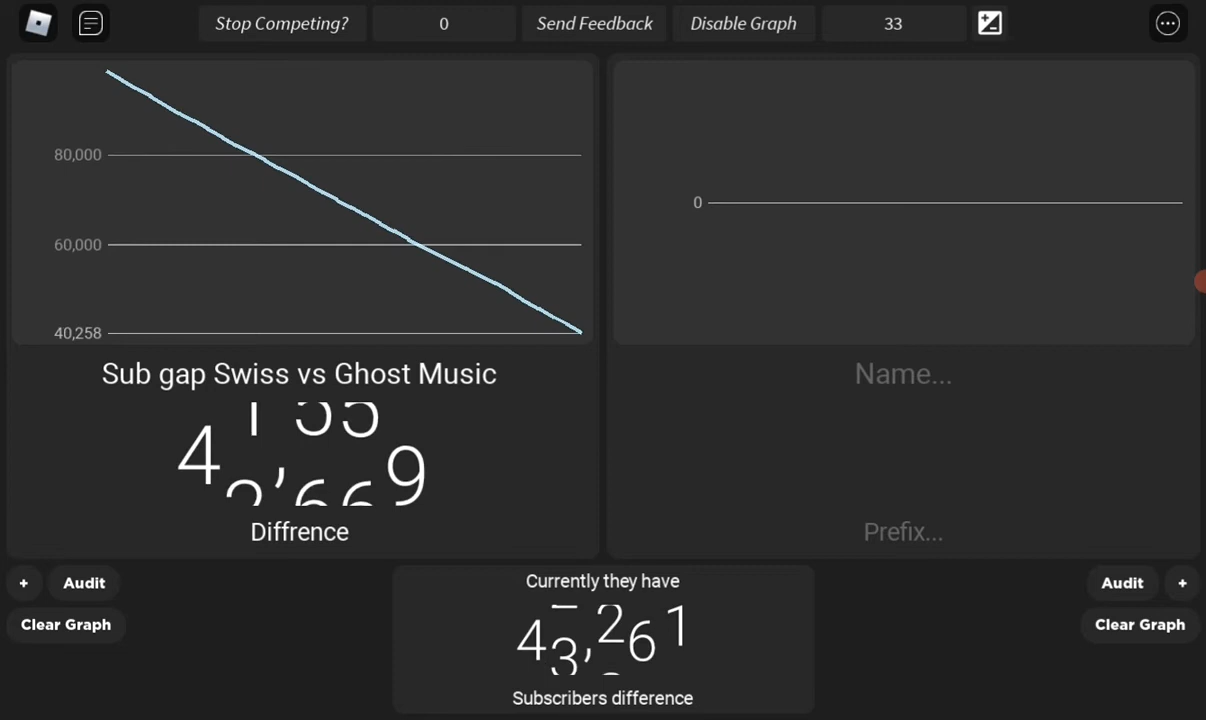 Stop Competing?
0
Send Feedback
Disable Graph
33
80,000
60,000
40,258
Sub gap Swiss vs Ghost Music
Diffrence
0
Name...
Prefix...
+
Audit
Clear Graph
Currently they have
Subscribers difference
Audit
+
Clear Graph